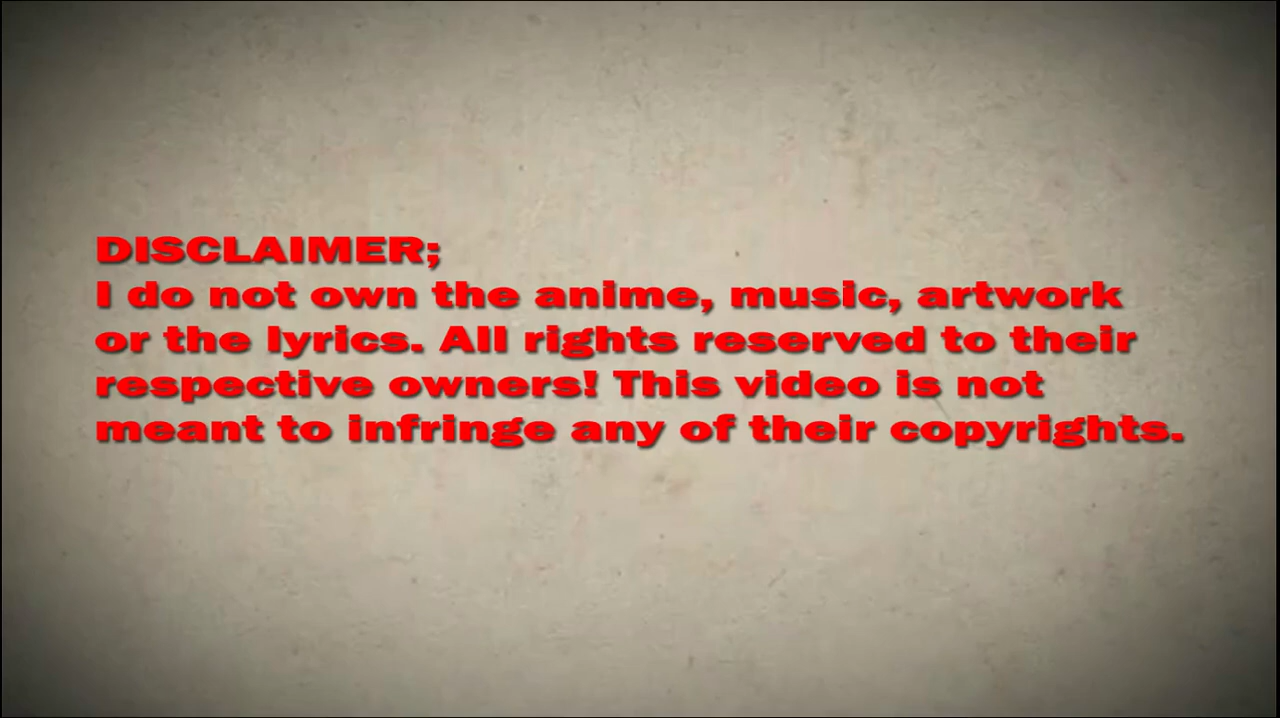 DISCLAIMER;
I do not own the anime, music, artwork
or the lyrics. All rights reserved to their
respective owners! This video is not
meant to infringe any of their copyrights.